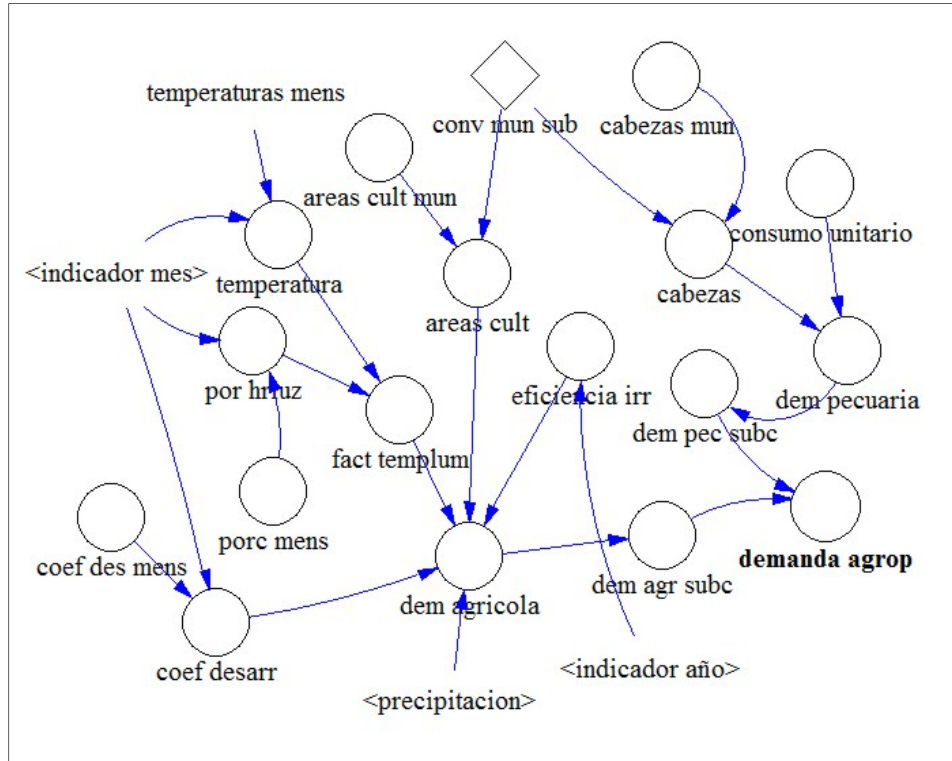 temperaturas mens
conv mun sub
cabezas mun
areas cult mun
consumo unitario
<indicador mes>
temperatura
cabezas
areas cult
por hrluz
eficiencia irr
dem pecuaria
dem pec subc
fact templum
porc mens
coef des mens
demanda agrop
dem agricola
dem agr subc
coef desarr
<indicador año>
<precipitacion>